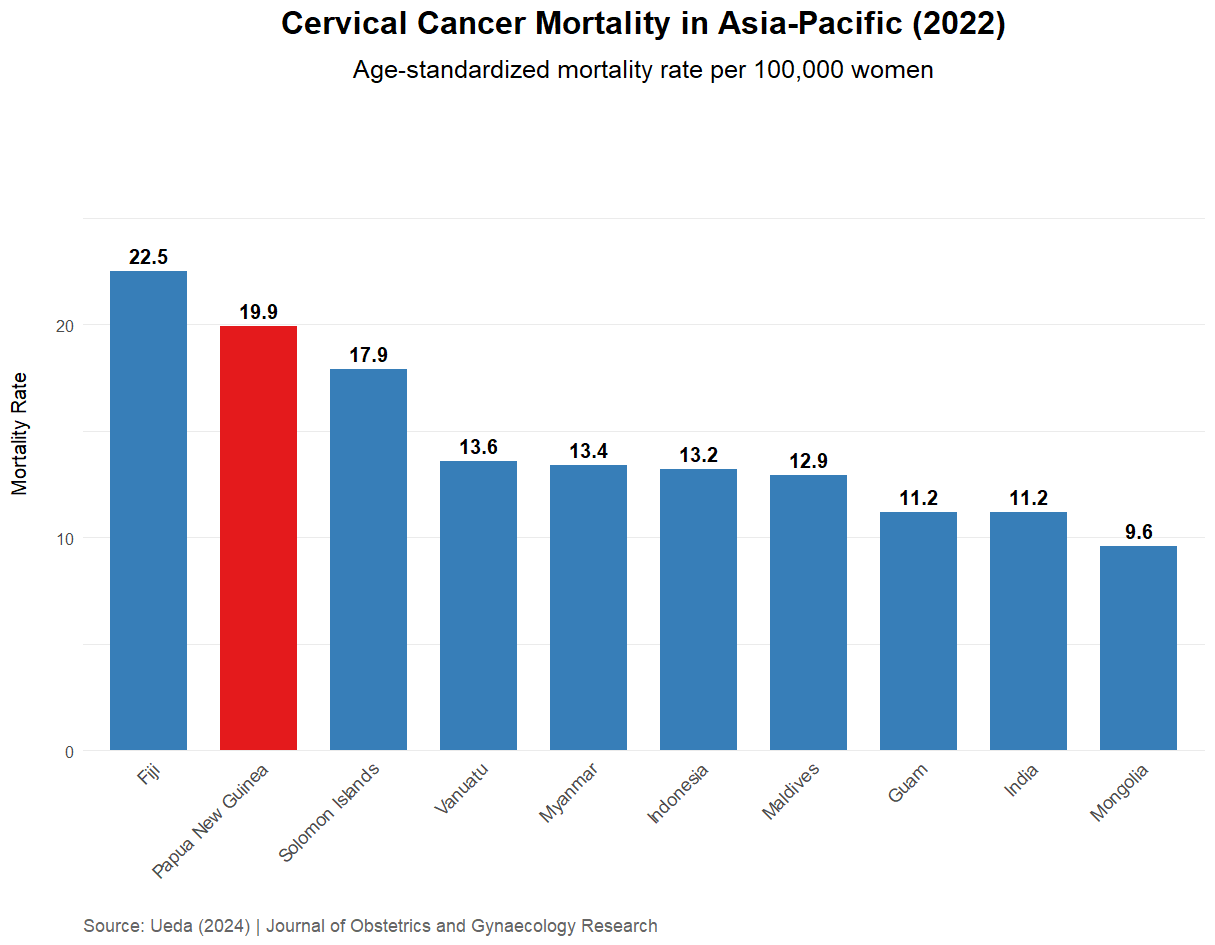 Cervical Cancer Mortality in Asia-Pacific (2022)
Age-standardized mortality rate per 100,000 women
Mortality Rate
20
10
0
22.5
19.9
17.9
13.6
13.4
13.2
12.9
11.2
11.2
9.6
Fiji
Papua New Guinea
Solomon Islands
Vanuatu
Myanmar
Indonesia
Maldives
Guam
India
Mongolia
Source: Ueda (2024) | Journal of Obstetrics and Gynaecology Research